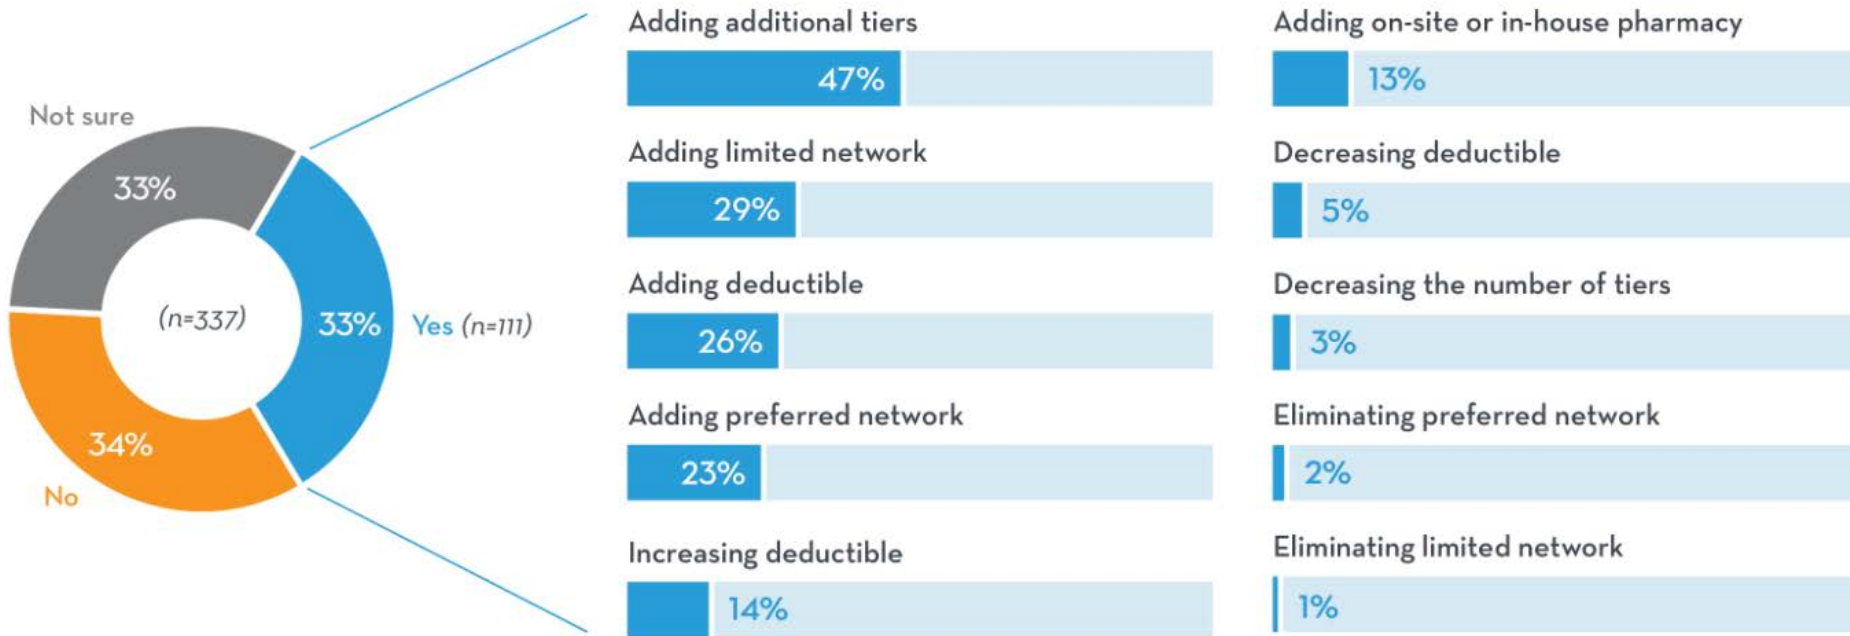 Not sure
33%
(n=337)
33%
Yes (n=111)
34%
No
Adding additional tiers
47%
Adding limited network
29%
Adding deductible
26%
Adding preferred network
23%
Increasing deductible
14%
Adding on-site or in-house pharmacy
13%
Decreasing deductible
5%
Decreasing the number of tiers
3%
Eliminating preferred network
2%
Eliminating limited network
1%